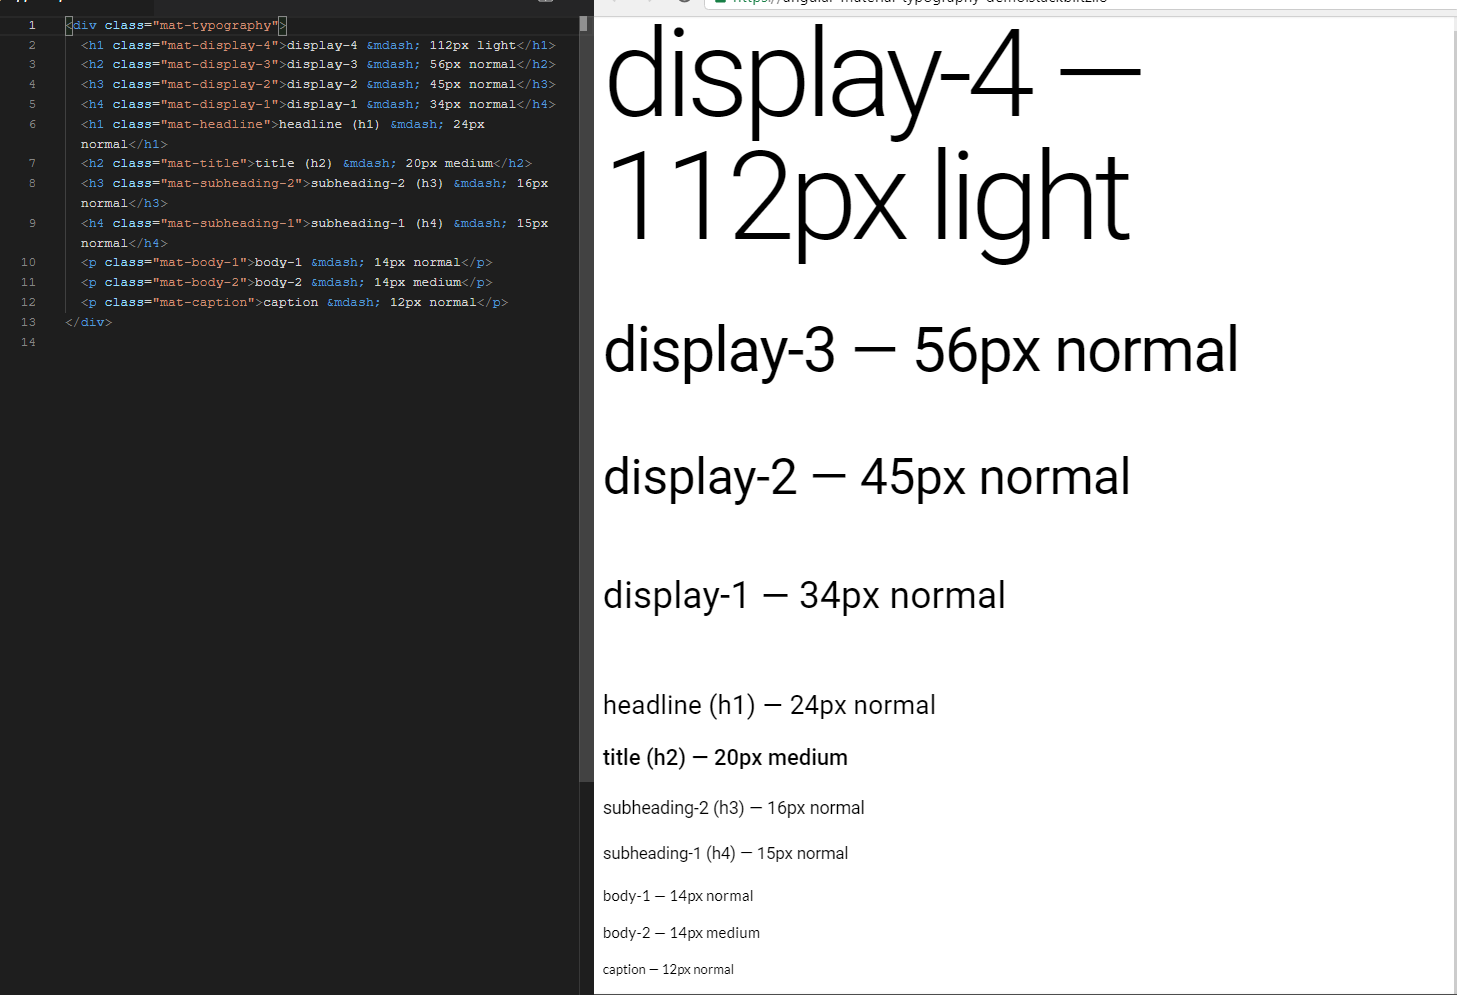 1 <div class="mat-typography">
2 <h1 class="mat-display-4">display-4 &mdash; 112px light</h1>
3 <h2 class="mat-display-3">display-3 &mdash; 56px normal</h2>
4 <h3 class="mat-display-2">display-2 &mdash; 45px normal</h3>
5 <h4 class="mat-display-1">display-1 &mdash; 34px normal</h4>
6 <h1 class="mat-headline">headline (h1) &mdash; 24px
normal</h1>
7 <h2 class="mat-title">title (h2) &mdash; 20px medium</h2>
8 <h3 class="mat-subheading-2">subheading-2 (h3) &mdash; 16px
normal</h3>
9 <h4 class="mat-subheading-1">subheading-1 (h4) &mdash; 15px
normal</h4>
10 <p class="mat-body-1">body-1 &mdash; 14px normal</p>
11 <p class="mat-body-2">body-2 &mdash; 14px medium</p>
12 <p class="mat-caption">caption &mdash; 12px normal</p>
13 </div>
14
display-4 —
112px light
display-3 — 56px normal
display-2 — 45px normal
display-1 — 34px normal
headline (h1) — 24px normal
title (h2) — 20px medium
subheading-2 (h3) — 16px normal
subheading-1 (h4) — 15px normal
body-1 — 14px normal
body-2 — 14px medium
caption — 12px normal